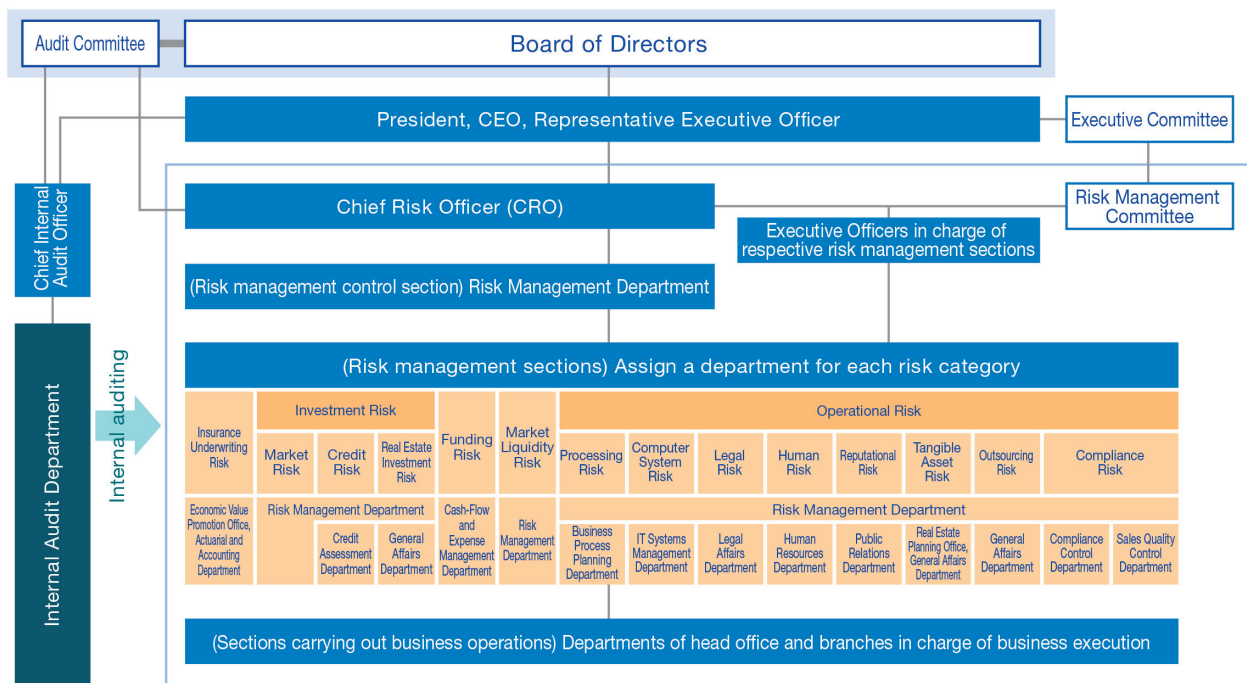 Audit Committee
Board of Directors
President, CEO, Representative Executive Officer
Executive Committee
Chief Internal
Audit Officer
Chief Risk Officer (CRO)
Risk Management
Committee
Executive Officers in charge of
respective risk management sections
(Risk management control section) Risk Management Department
Internal Audit Department
Internal auditing
(Risk management sections) Assign a department for each risk category
Insurance
Underwriting
Risk
Investment Risk
Market
Risk
Credit
Risk
Real Estate
Investment
Risk
Funding
Risk
Market
Liquidity
Risk
Operational Risk
Processing
Risk
Computer
System
Risk
Legal
Risk
Human
Risk
Reputational
Risk
Tangible
Asset
Risk
Outsourcing
Risk
Compliance
Risk
Economic Value
Promotion Office,
Actuarial and
Accounting
Department
Risk Management Department
Credit
Assessment
Department
General
Affairs
Department
Cash-Flow
and
Expense
Management
Department
Risk
Management
Department
Risk Management Department
Business
Process
Planning
Department
IT Systems
Management
Department
Legal
Affairs
Department
Human
Resources
Department
Public
Relations
Department
Real Estate
Planning Office,
General Affairs
Department
General
Affairs
Department
Compliance
Control
Department
Sales Quality
Control
Department
(Sections carrying out business operations) Departments of head office and branches in charge of business execution